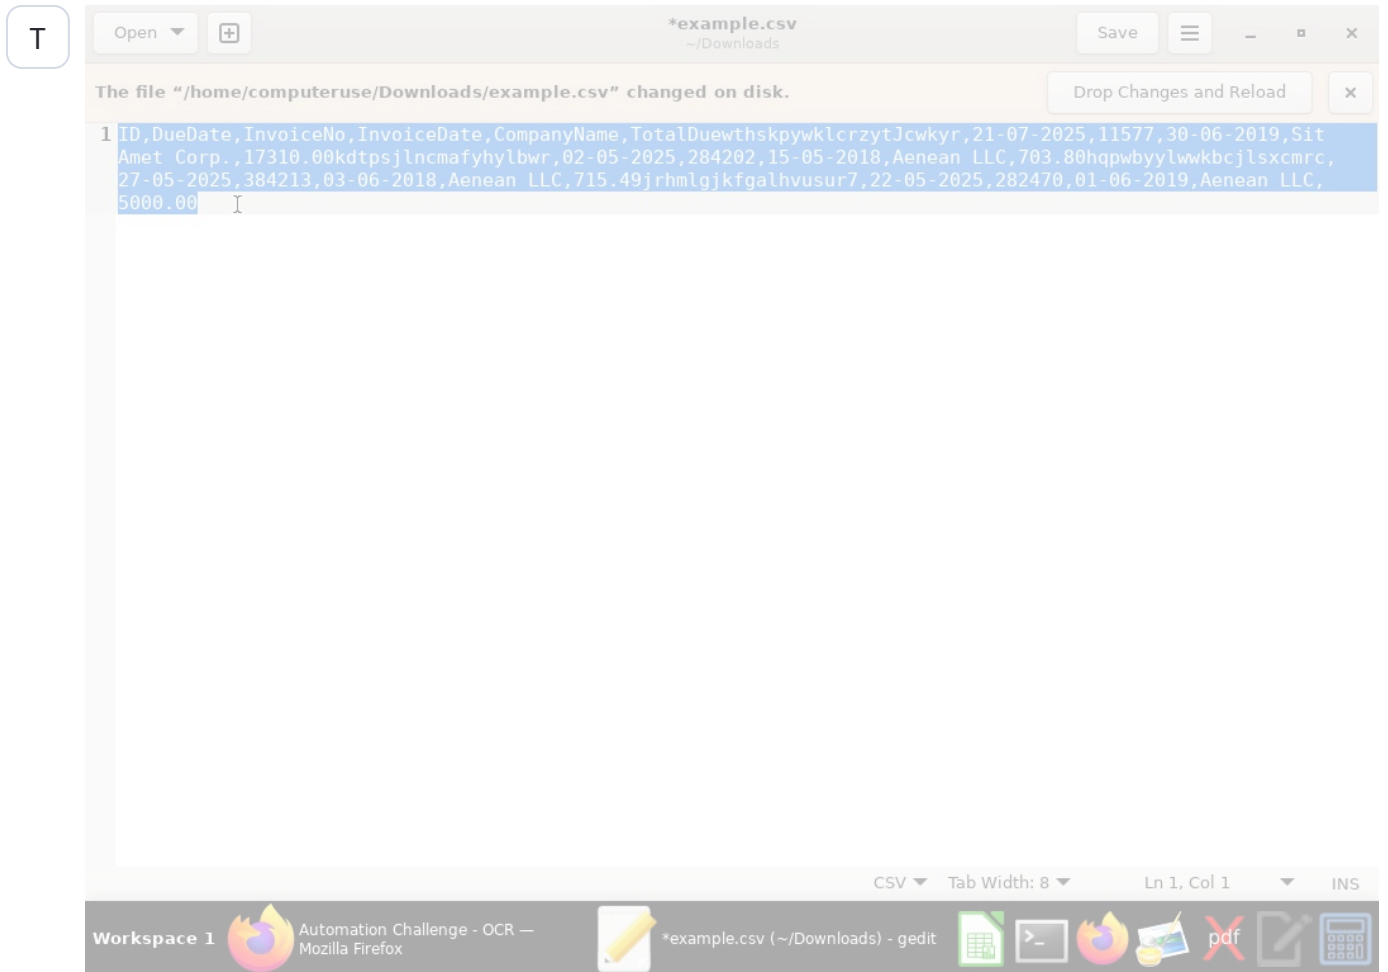 T
Open
*example.csv
~/Downloads
Save
The file “/home/computeruse/Downloads/example.csv” changed on disk.
Drop Changes and Reload
1
ID,DueDate,InvoiceNo,InvoiceDate,CompanyName,TotalDuewthskpywklcrzytJcwkyr,21-07-2025,11577,30-06-2019,Sit
Amet Corp.,17310.00kdtpsjlncmafyhylbwr,02-05-2025,284202,15-05-2018,Aenean LLC,703.80hqpwbyylwwkbcjlsxcmrc,
27-05-2025,384213,03-06-2018,Aenean LLC,715.49jrhmlgjkfgalhvusur7,22-05-2025,282470,01-06-2019,Aenean LLC,
5000.00
CSV
Tab Width: 8
Ln 1, Col 1
INS
Workspace 1
Automation Challenge - OCR —
Mozilla Firefox
*example.csv (~/Downloads) - gedit
pdf